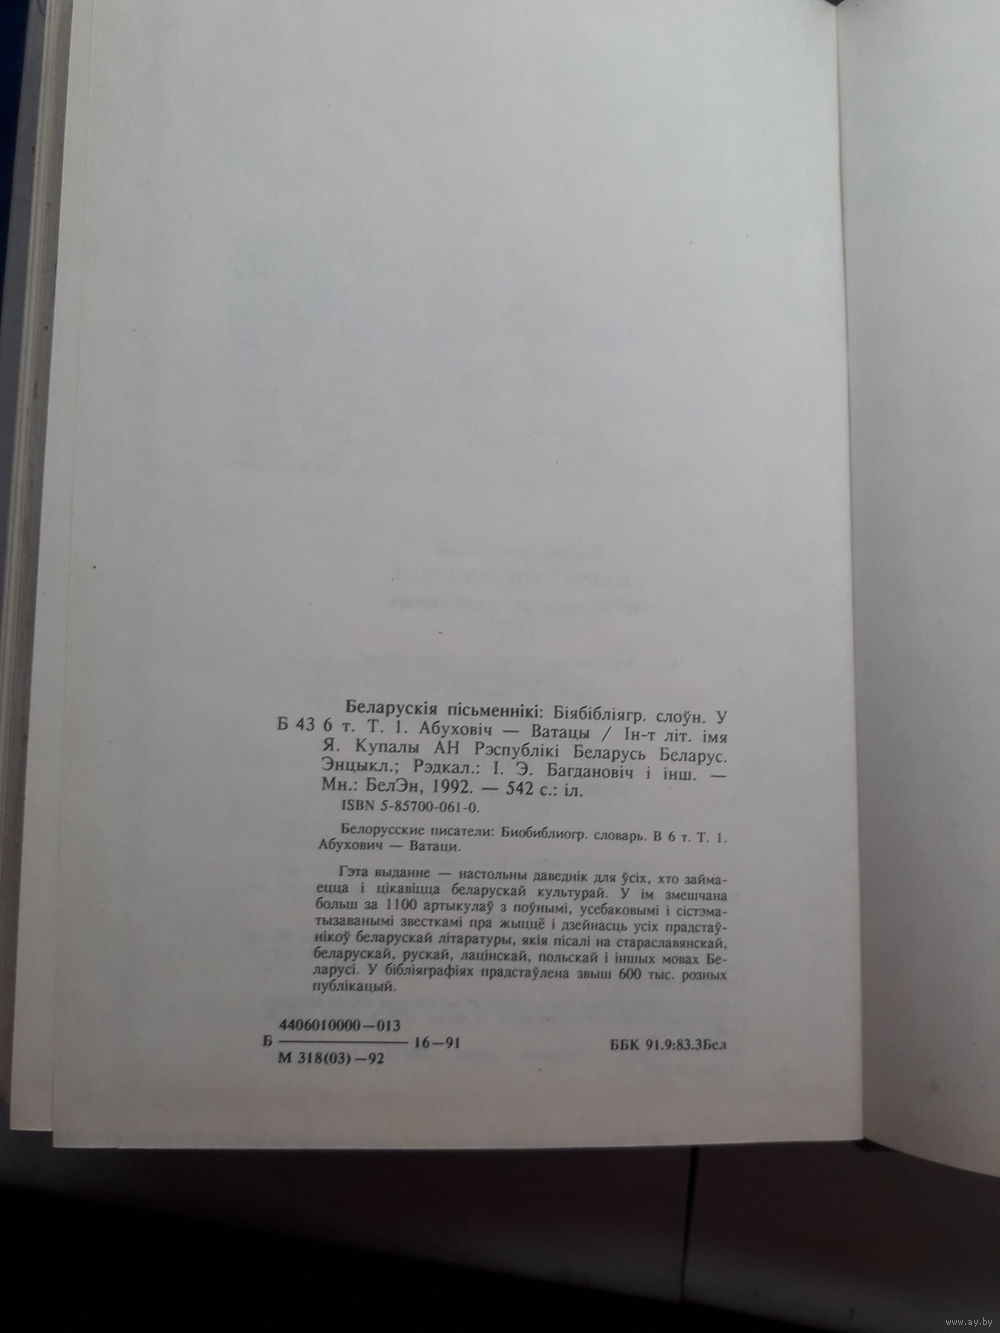 Беларускія пісьменнікі: Біябібліягр. слоўн. У
Б 43 6 т. Т. 1. Абуховіч — Ватацы / Ін-т літ. імя
Я. Купалы АН Рэспублікі Беларусь Беларус.
Энцыкл.; Рэдкал.: І. Э. Багдановіч і інш. —
Мн.: БелЭн, 1992. — 542 с.: іл.
ISBN 5-85700-061-0.
Белорусские писатели: Биобиблиогр. словарь. В 6 т. Т. 1.
Абухович — Ватаци.
Гэта выданне — настольны даведнік для ўсіх, хто займа-
ецца і цікавіцца беларускай культурай. У ім змешчана
больш за 1100 артыкулаў з поўнымі, усебаковымі і сістэма-
тызаванымі звесткамі пра жыццё і дзейнасць усіх прадстаў-
нікоў беларускай літаратуры, якія пісалі на стараславянскай,
беларускай, рускай, лацінскай, польскай і іншых мовах Бе-
ларусі. У бібліяграфіях прадстаўлена звыш 600 тыс. розных
публікацый.
4406010000—013
Б 16—91
М 318(03)—92
ББК 91.9:83.3Бел
www.ay.by